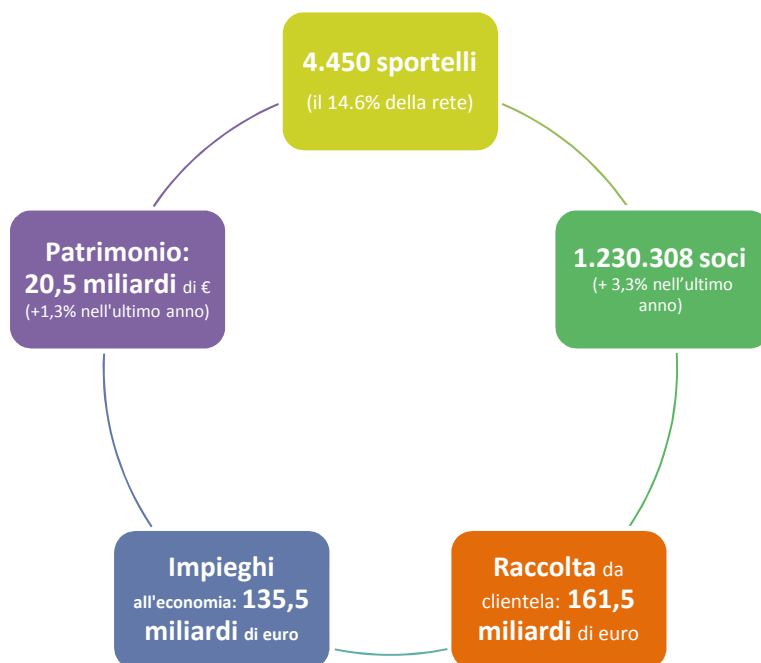 4.450 sportelli
(il 14.6% della rete)
Patrimonio:
20,5 miliardi di €
(+1,3% nell'ultimo anno)
1.230.308 soci
(+ 3,3% nell’ultimo
anno)
Impieghi
all'economia: 135,5
miliardi di euro
Raccolta da
clientela: 161,5
miliardi di euro